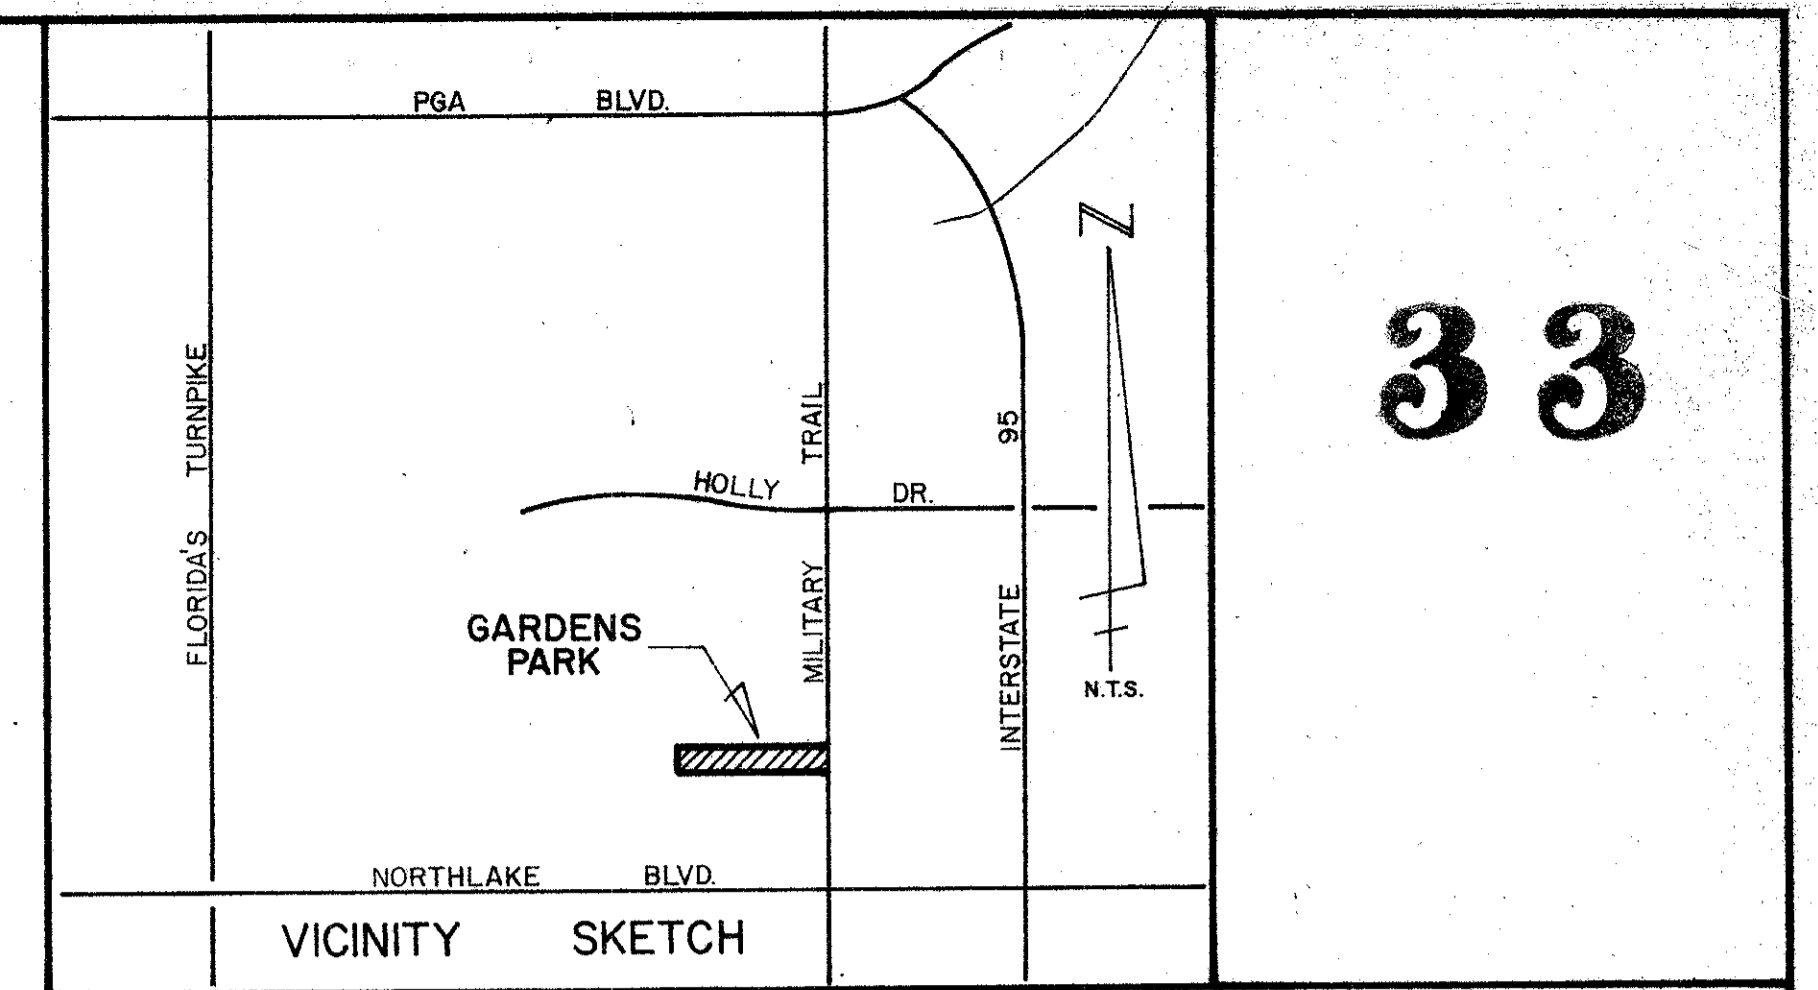 PGA BLVD.
33
FLORIDA'S TURNPIKE
MILITARY TRAIL
INTERSTATE 95
N
HOLLY DR.
GARDENS
PARK
N.T.S.
NORTHLAKE BLVD.
VICINITY SKETCH